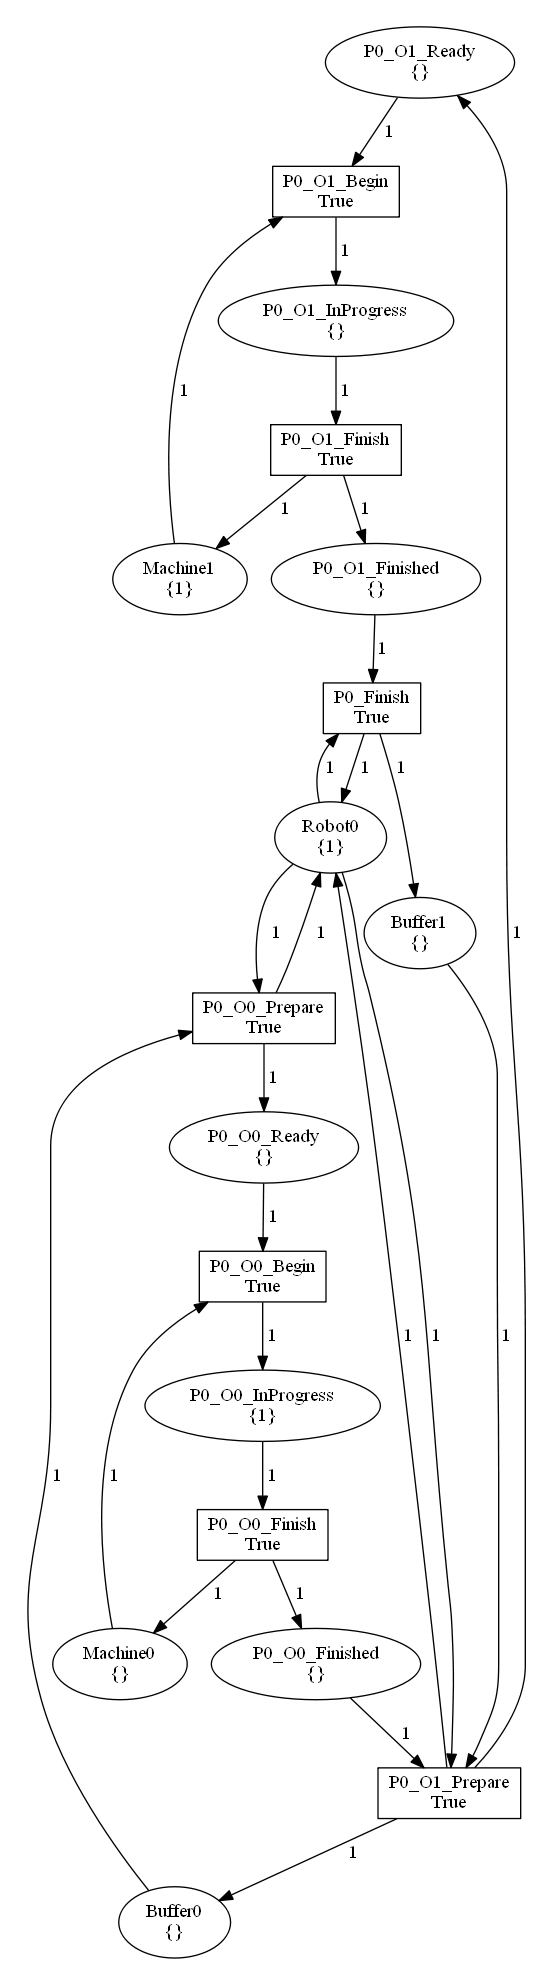 P0_O1_Ready
{}
1
P0_O1_Begin
True
1
P0_O1_InProgress
{}
1
1
P0_O1_Finish
True
1
1
Machine1
{1}
P0_O1_Finished
{}
1
P0_Finish
True
1
1
1
Robot0
{1}
Buffer1
{}
1
1
1
P0_O0_Prepare
True
1
P0_O0_Ready
{}
1
P0_O0_Begin
True
1
1
1
1
P0_O0_InProgress
{1}
1
1
1
P0_O0_Finish
True
1
1
Machine0
{}
P0_O0_Finished
{}
1
P0_O1_Prepare
True
1
Buffer0
{}